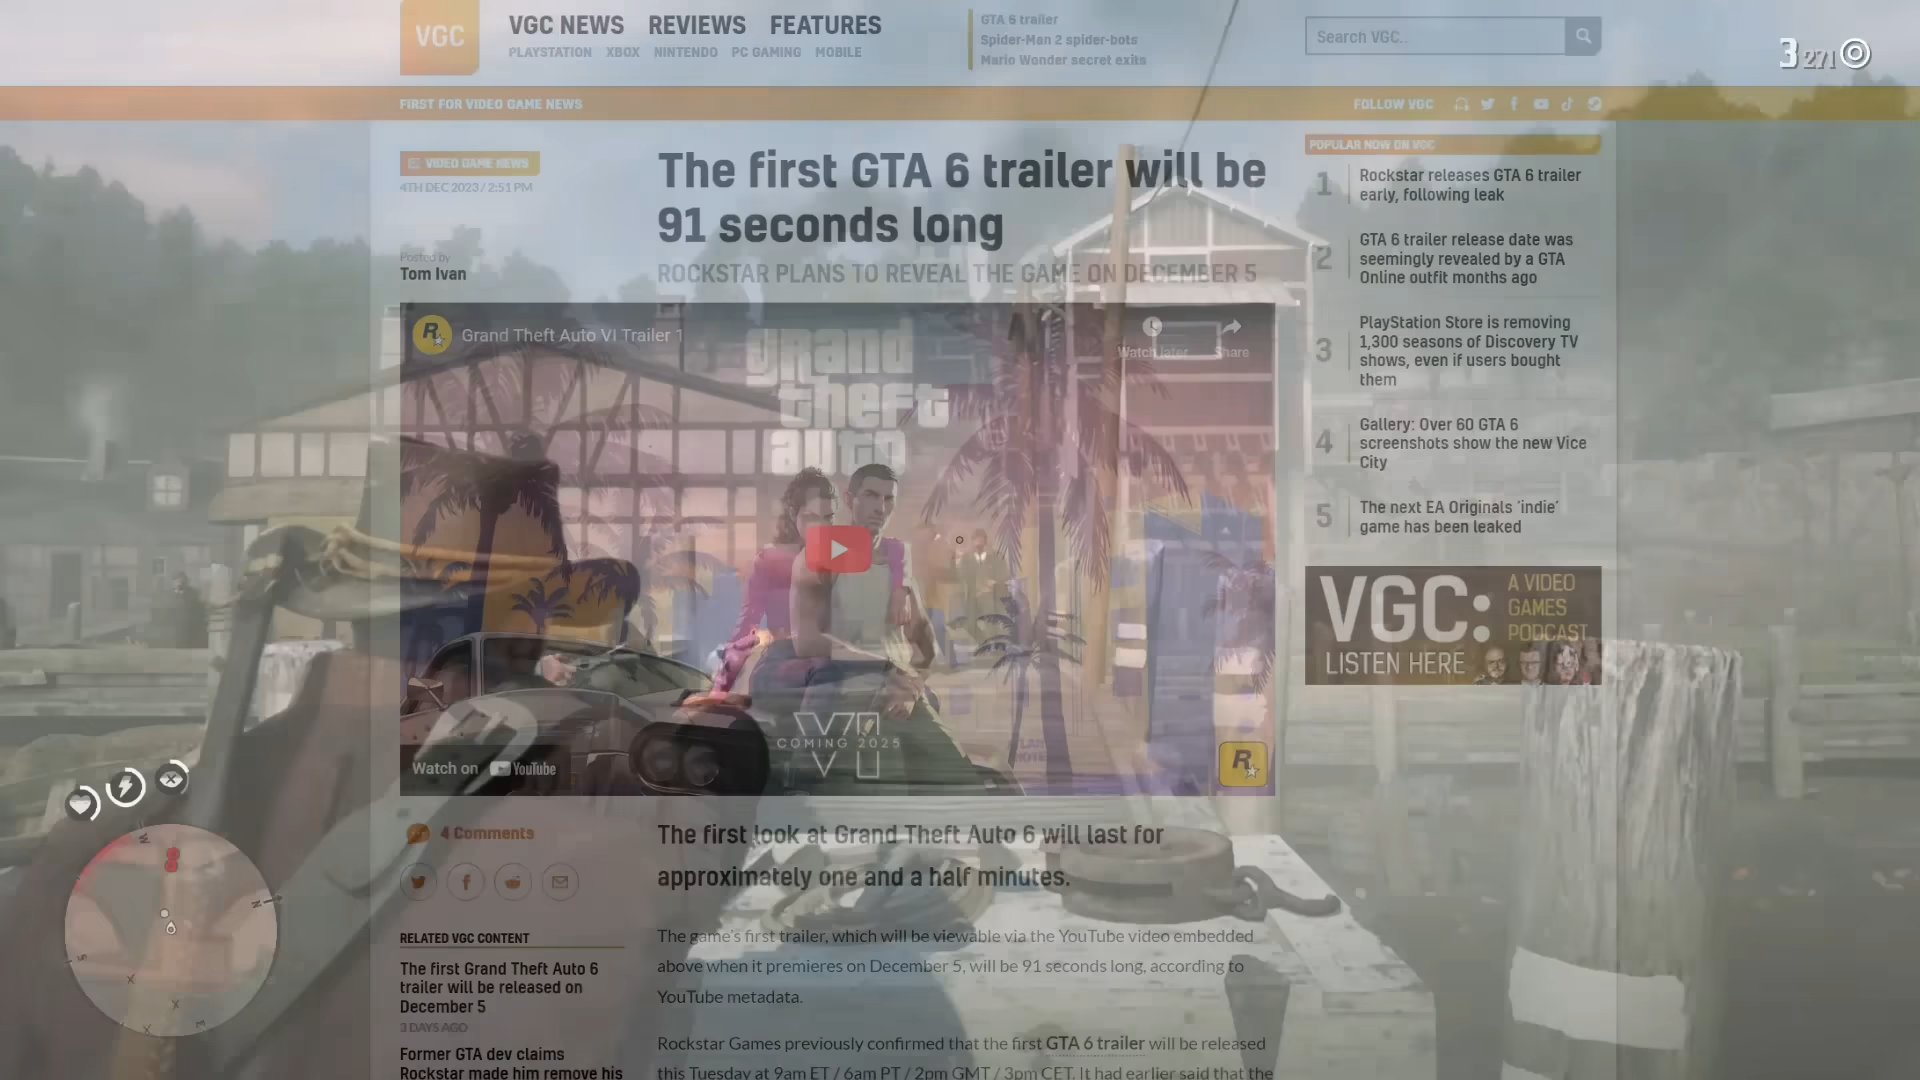 VGC
VGC NEWS REVIEWS FEATURES
PLAYSTATION XBOX NINTENDO PC GAMING MOBILE
GTA 6 trailer
Spider-Man 2 spider-bots
Mario Wonder secret exits
Search VGC..
3 271
FIRST FOR VIDEO GAME NEWS
FOLLOW VGC
VIDEO GAME NEWS
4TH DEC 2023 / 2:51 PM
Posted by
Tom Ivan
The first GTA 6 trailer will be
91 seconds long
ROCKSTAR PLANS TO REVEAL THE GAME ON DECEMBER 5
R
Grand Theft Auto VI Trailer 1
Watch later
Share
grand
theft
auto
VI
COMING 2025
Watch on YouTube
R
POPULAR NOW ON VGC
1 Rockstar releases GTA 6 trailer
early, following leak
2 GTA 6 trailer release date was
seemingly revealed by a GTA
Online outfit months ago
3 PlayStation Store is removing
1,300 seasons of Discovery TV
shows, even if users bought
them
4 Gallery: Over 60 GTA 6
screenshots show the new Vice
City
5 The next EA Originals ‘indie’
game has been leaked
VGC: A VIDEO
GAMES
PODCAST
LISTEN HERE
4 Comments
RELATED VGC CONTENT
The first Grand Theft Auto 6
trailer will be released on
December 5
3 DAYS AGO
Former GTA dev claims
Rockstar made him remove his
The first look at Grand Theft Auto 6 will last for
approximately one and a half minutes.
The game's first trailer, which will be viewable via the YouTube video embedded
above when it premieres on December 5, will be 91 seconds long, according to
YouTube metadata.
Rockstar Games previously confirmed that the first GTA 6 trailer will be released
this Tuesday at 9am ET / 6am PT / 2pm GMT / 3pm CET. It had earlier said that the
W
N
S
E